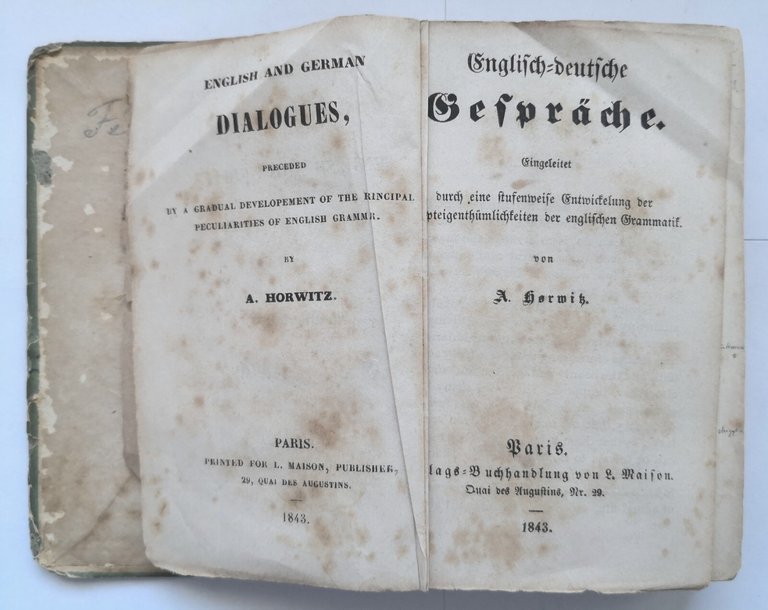 ENGLISH AND GERMAN
DIALOGUES,
PRECEDED
BY A GRADUAL DEVELOPEMENT OF THE RINCIPAL
PECULIARITIES OF ENGLISH GRAMMR.
BY
A. HORWITZ.
PARIS.
PRINTED FOR L. MAISON, PUBLISHER,
29, QUAI DES AUGUSTINS.
1843.
Englisch-deutsche
Gespräche.
Eingeleitet
durch eine stufenweise Entwickelung der
pteigenthümlichkeiten der englischen Grammatik.
von
A. Horwitz.
Paris.
lags-Buchhandlung von L. Maison.
Quai des Augustins, Nr. 29.
1843.